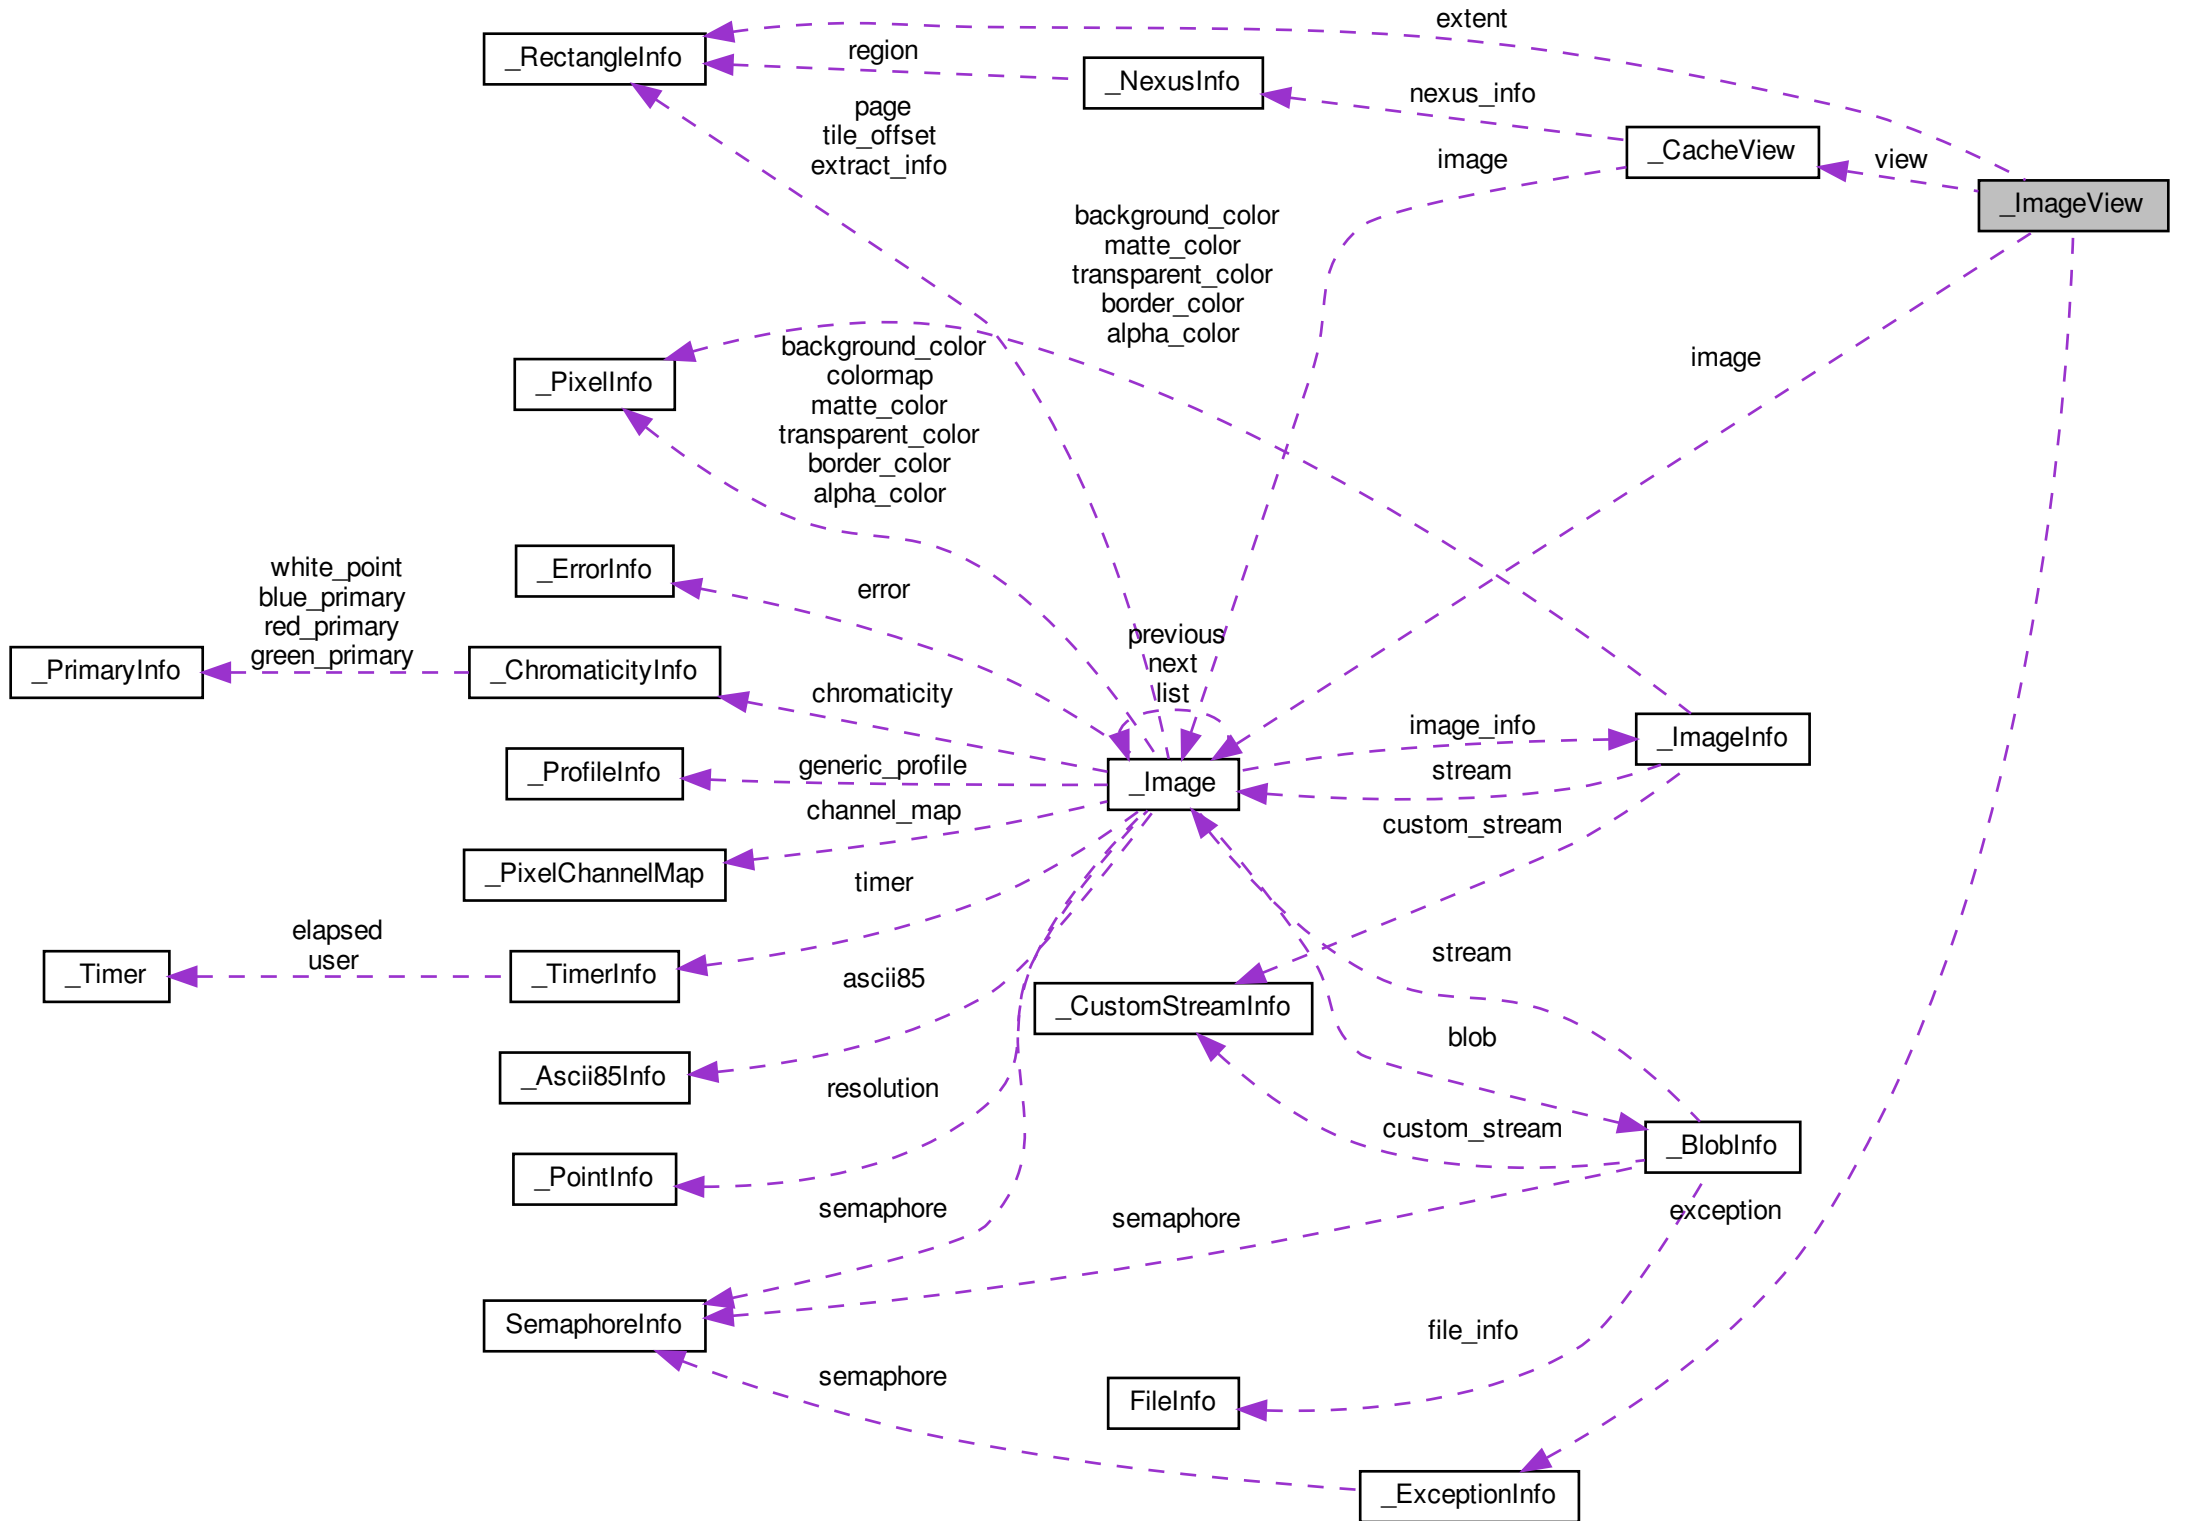 extent
_RectangleInfo
region
_NexusInfo
nexus_info
page
tile_offset
extract_info
image
_CacheView
view
_ImageView
background_color
matte_color
transparent_color
border_color
alpha_color
image
_PixelInfo
background_color
colormap
matte_color
transparent_color
border_color
alpha_color
_ErrorInfo
error
white_point
blue_primary
red_primary
green_primary
_PrimaryInfo
_ChromaticityInfo
chromaticity
previous
next
list
image_info
_ImageInfo
_ProfileInfo
generic_profile
_Image
stream
channel_map
custom_stream
_PixelChannelMap
timer
elapsed
user
_Timer
_TimerInfo
ascii85
stream
_CustomStreamInfo
blob
_Ascii85Info
resolution
custom_stream
_BlobInfo
_PointInfo
semaphore
semaphore
exception
SemaphoreInfo
file_info
semaphore
FileInfo
_ExceptionInfo